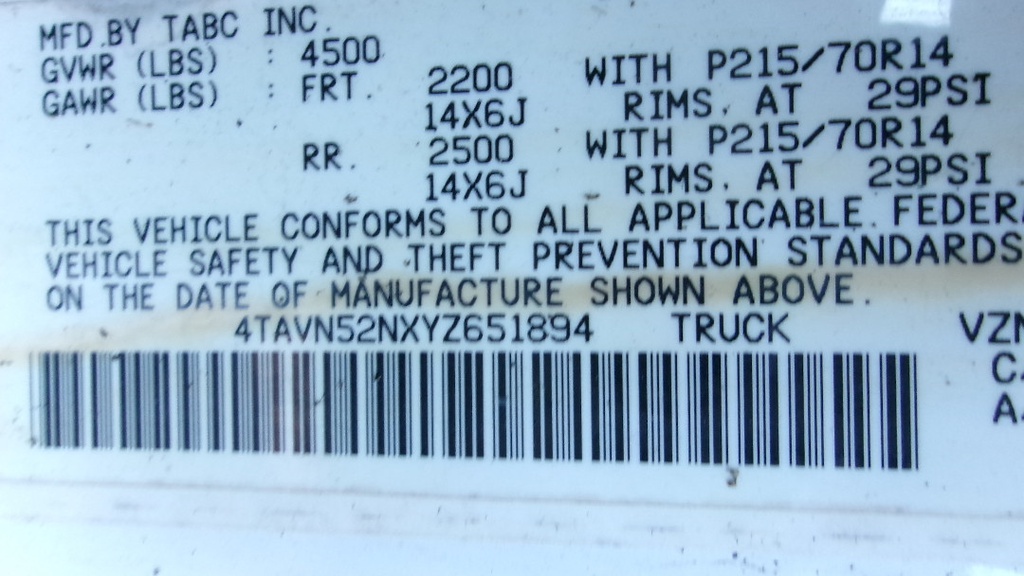 MFD.BY TABC INC.
GVWR (LBS) : 4500
GAWR (LBS) : FRT. 2200 WITH P215/70R14
14X6J RIMS. AT 29PSI
RR. 2500 WITH P215/70R14
14X6J RIMS. AT 29PSI
THIS VEHICLE CONFORMS TO ALL APPLICABLE FEDERA
VEHICLE SAFETY AND THEFT PREVENTION STANDARDS
ON THE DATE OF MANUFACTURE SHOWN ABOVE.
4TAVN52NXYZ651894 TRUCK VZN
C
A